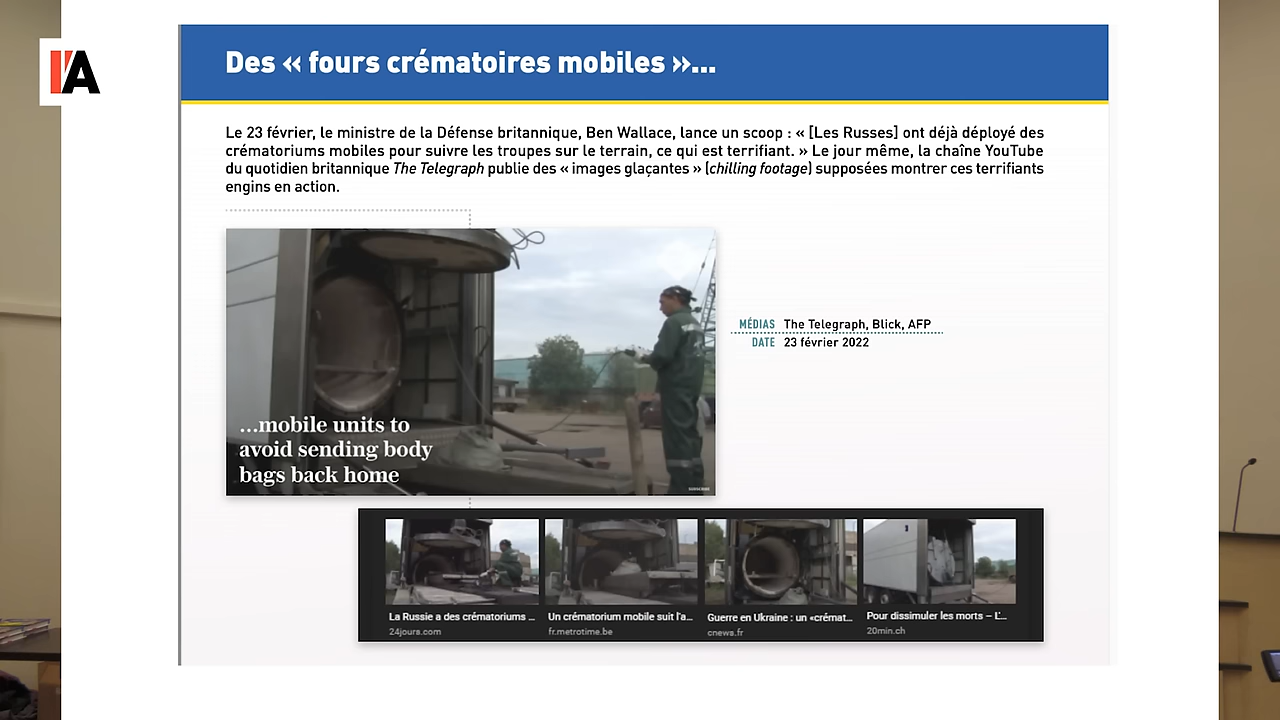 I'A
Des « fours crématoires mobiles »...
Le 23 février, le ministre de la Défense britannique, Ben Wallace, lance un scoop : « [Les Russes] ont déjà déployé des
crématoriums mobiles pour suivre les troupes sur le terrain, ce qui est terrifiant. » Le jour même, la chaîne YouTube
du quotidien britannique The Telegraph publie des « images glaçantes » (chilling footage) supposées montrer ces terrifiants
engins en action.
...mobile units to
avoid sending body
bags back home
SUBSCRIBE
MÉDIAS The Telegraph, Blick, AFP
DATE 23 février 2022
La Russie a des crématoriums ...
24jours.com
Un crématorium mobile suit l'a...
fr.metrotime.be
Guerre en Ukraine : un «crémat...
cnews.fr
Pour dissimuler les morts – L'...
20min.ch